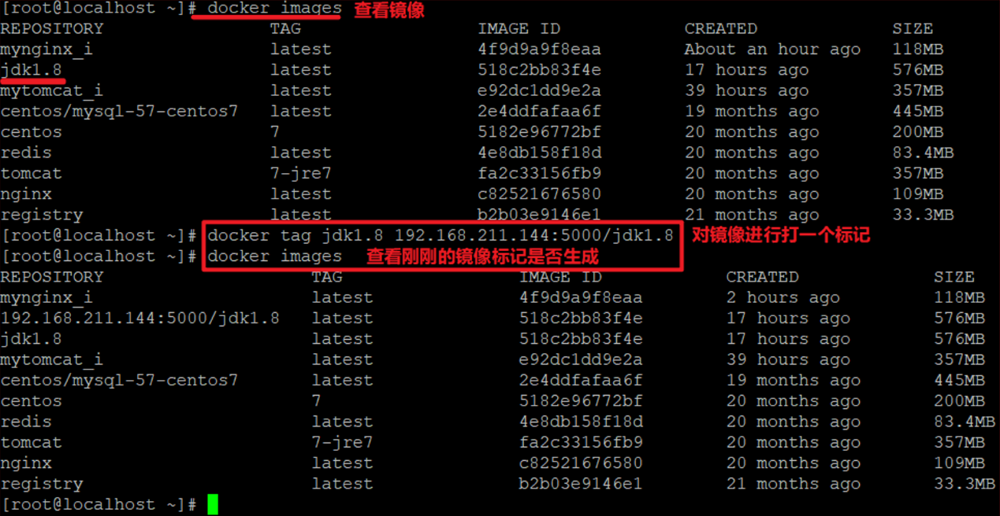 [root@localhost ~]# docker images 查看镜像
REPOSITORY TAG IMAGE ID CREATED SIZE
mynginx_i latest 4f9d9a9f8eaa About an hour ago 118MB
jdk1.8 latest 518c2bb83f4e 17 hours ago 576MB
mytomcat_i latest e92dc1dd9e2a 39 hours ago 357MB
centos/mysql-57-centos7 latest 2e4ddfafaa6f 19 months ago 445MB
centos 7 5182e96772bf 20 months ago 200MB
redis latest 4e8db158f18d 20 months ago 83.4MB
tomcat 7-jre7 fa2c33156fb9 20 months ago 357MB
nginx latest c82521676580 20 months ago 109MB
registry latest b2b03e9146e1 21 months ago 33.3MB
[root@localhost ~]# docker tag jdk1.8 192.168.211.144:5000/jdk1.8 对镜像进行打一个标记
[root@localhost ~]# docker images 查看刚刚的镜像标记是否生成
REPOSITORY TAG IMAGE ID CREATED SIZE
mynginx_i latest 4f9d9a9f8eaa 2 hours ago 118MB
192.168.211.144:5000/jdk1.8 latest 518c2bb83f4e 17 hours ago 576MB
jdk1.8 latest 518c2bb83f4e 17 hours ago 576MB
mytomcat_i latest e92dc1dd9e2a 39 hours ago 357MB
centos/mysql-57-centos7 latest 2e4ddfafaa6f 19 months ago 445MB
centos 7 5182e96772bf 20 months ago 200MB
redis latest 4e8db158f18d 20 months ago 83.4MB
tomcat 7-jre7 fa2c33156fb9 20 months ago 357MB
nginx latest c82521676580 20 months ago 109MB
registry latest b2b03e9146e1 21 months ago 33.3MB
[root@localhost ~]#